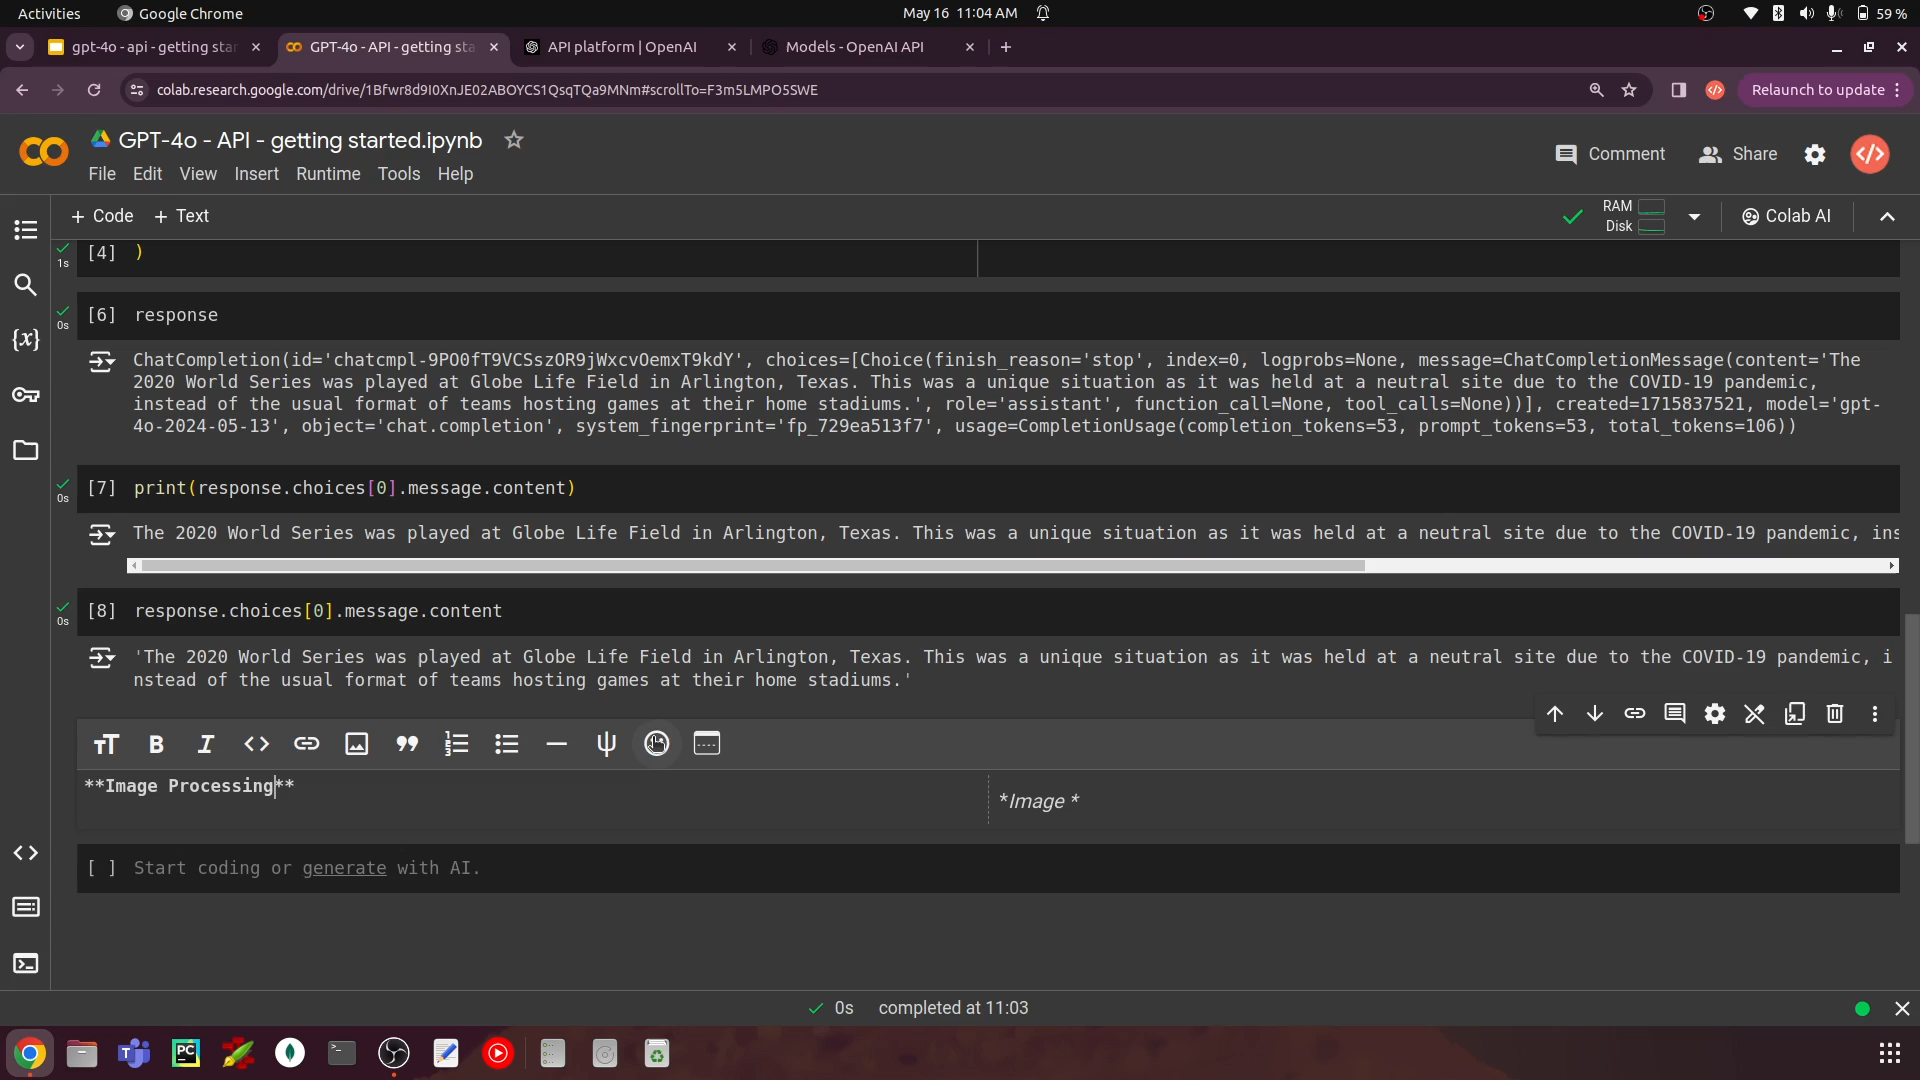 Activities
Google Chrome
May 16 11:04 AM
59 %
gpt-4o - api - getting star
GPT-4o - API - getting sta
API platform | OpenAI
Models - OpenAI API
colab.research.google.com/drive/1Bfwr8d9I0XnJE02ABOYCS1QsqTQa9MNm#scrollTo=F3m5LMPO5SWE
Relaunch to update
GPT-4o - API - getting started.ipynb
Comment
Share
File Edit View Insert Runtime Tools Help
+ Code + Text
RAM
Disk
Colab AI
1s
[4] )
0s
[6] response
ChatCompletion(id='chatcmpl-9PO0fT9VCSszOR9jWxcvOemxT9kdY', choices=[Choice(finish_reason='stop', index=0, logprobs=None, message=ChatCompletionMessage(content='The
2020 World Series was played at Globe Life Field in Arlington, Texas. This was a unique situation as it was held at a neutral site due to the COVID-19 pandemic,
instead of the usual format of teams hosting games at their home stadiums.', role='assistant', function_call=None, tool_calls=None))], created=1715837521, model='gpt-
4o-2024-05-13', object='chat.completion', system_fingerprint='fp_729ea513f7', usage=CompletionUsage(completion_tokens=53, prompt_tokens=53, total_tokens=106))
0s
[7] print(response.choices[0].message.content)
The 2020 World Series was played at Globe Life Field in Arlington, Texas. This was a unique situation as it was held at a neutral site due to the COVID-19 pandemic, ins
0s
[8] response.choices[0].message.content
'The 2020 World Series was played at Globe Life Field in Arlington, Texas. This was a unique situation as it was held at a neutral site due to the COVID-19 pandemic, i
nstead of the usual format of teams hosting games at their home stadiums.'
**Image Processing**
*Image *
[ ] Start coding or generate with AI.
0s completed at 11:03